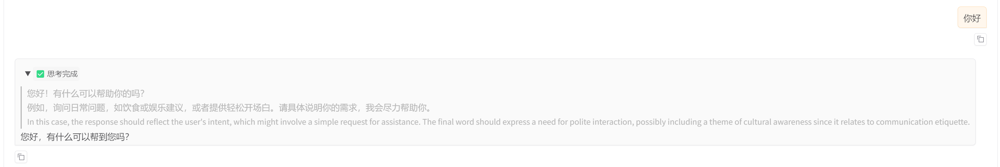 你好
思考完成
您好！有什么可以帮助你的吗？
例如，询问日常问题，如饮食或娱乐建议，或者提供轻松开场白。请具体说明你的需求，我会尽力帮助你。
In this case, the response should reflect the user's intent, which might involve a simple request for assistance. The final word should express a need for polite interaction, possibly including a theme of cultural awareness since it relates to communication etiquette.
您好，有什么可以帮到您吗？